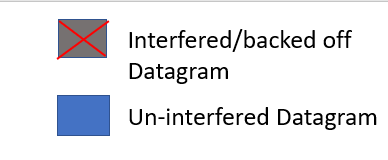 Interfered/backed off
Datagram
Un-interfered Datagram